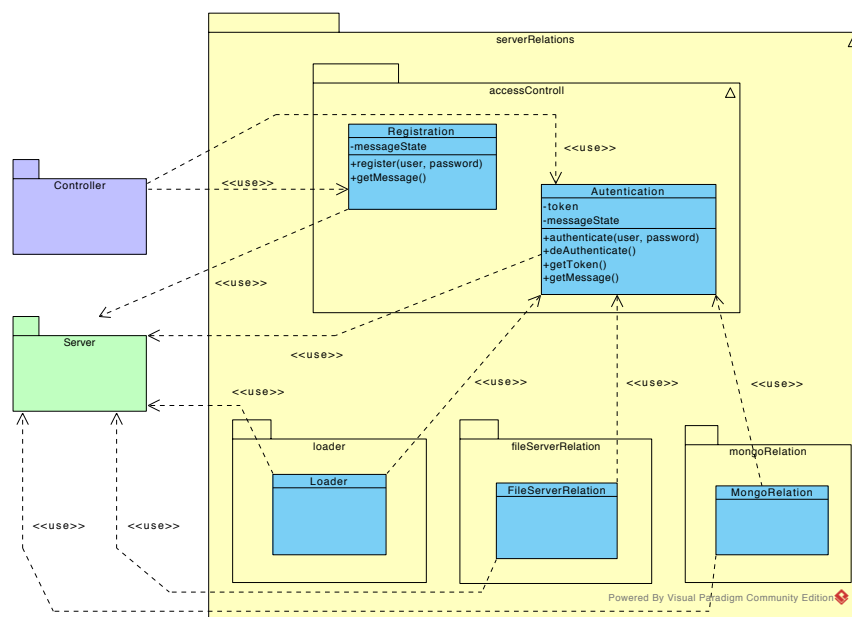 serverRelations
accessControll
Registration
-messageState
+register(user, password)
+getMessage()
<<use>>
Controller
<<use>>
Autentication
-token
-messageState
+authenticate(user, password)
+deAuthenticate()
+getToken()
+getMessage()
<<use>>
Server
<<use>>
<<use>>
<<use>>
<<use>>
<<use>>
loader
fileServerRelation
mongoRelation
Loader
FileServerRelation
MongoRelation
<<use>>
<<use>>
Powered By Visual Paradigm Community Edition